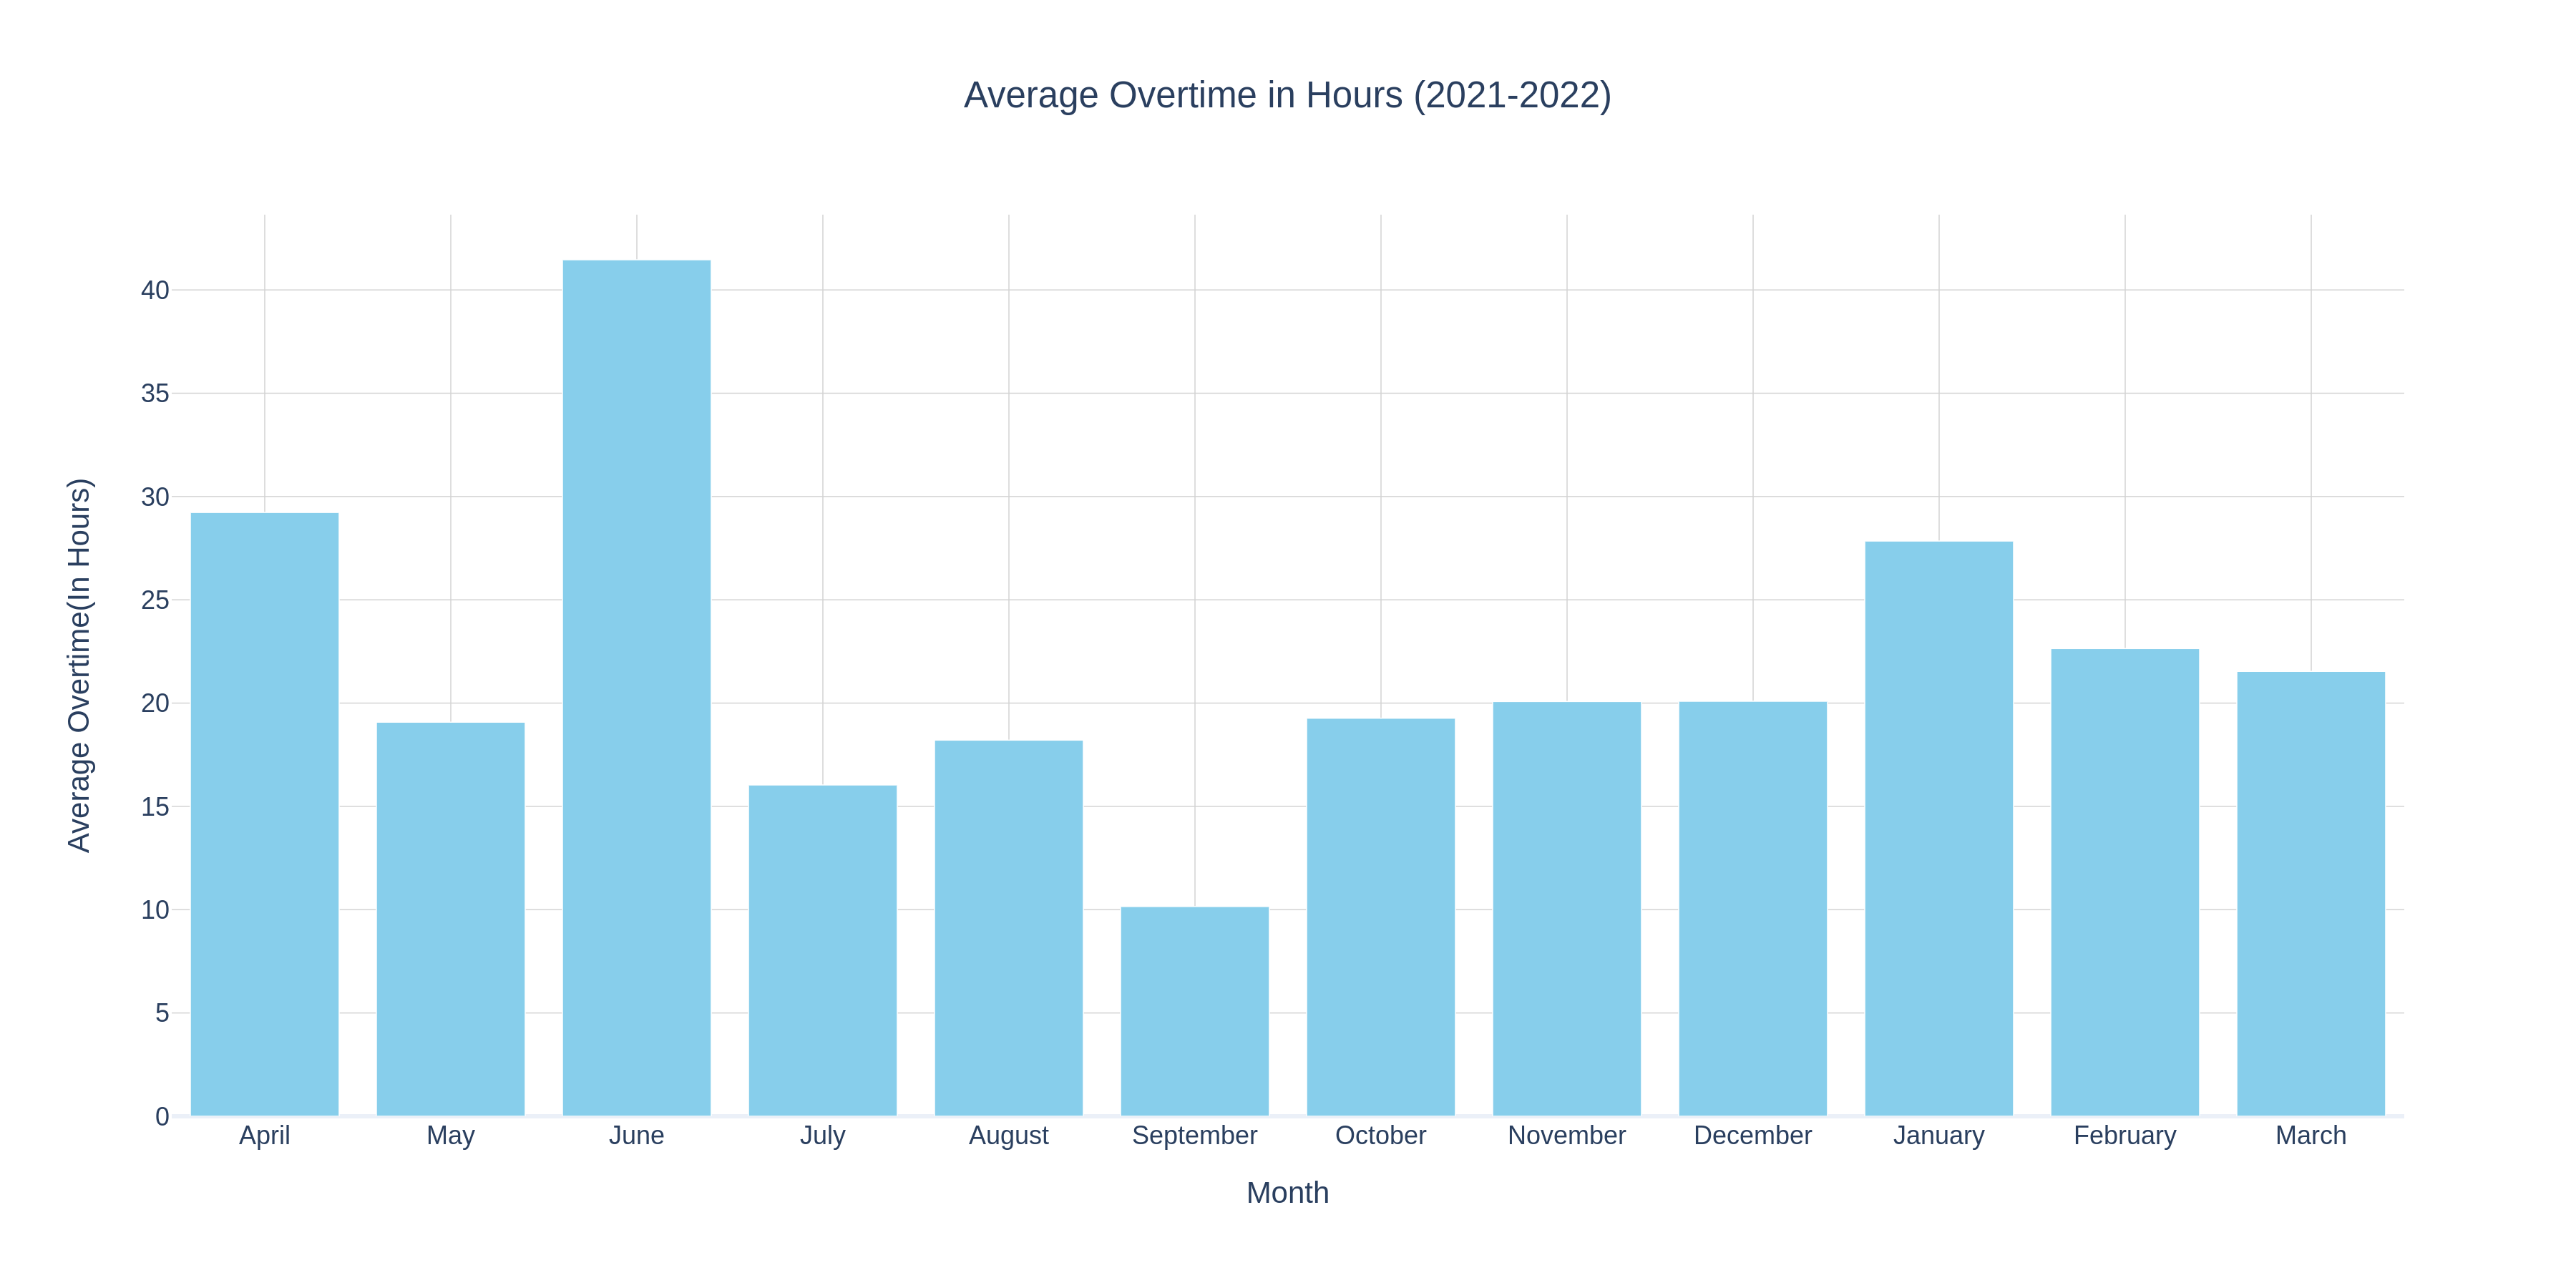 Average Overtime in Hours (2021-2022)
Average Overtime(In Hours)
40
35
30
25
20
15
10
5
0
April May June July August September October November December January February March
Month